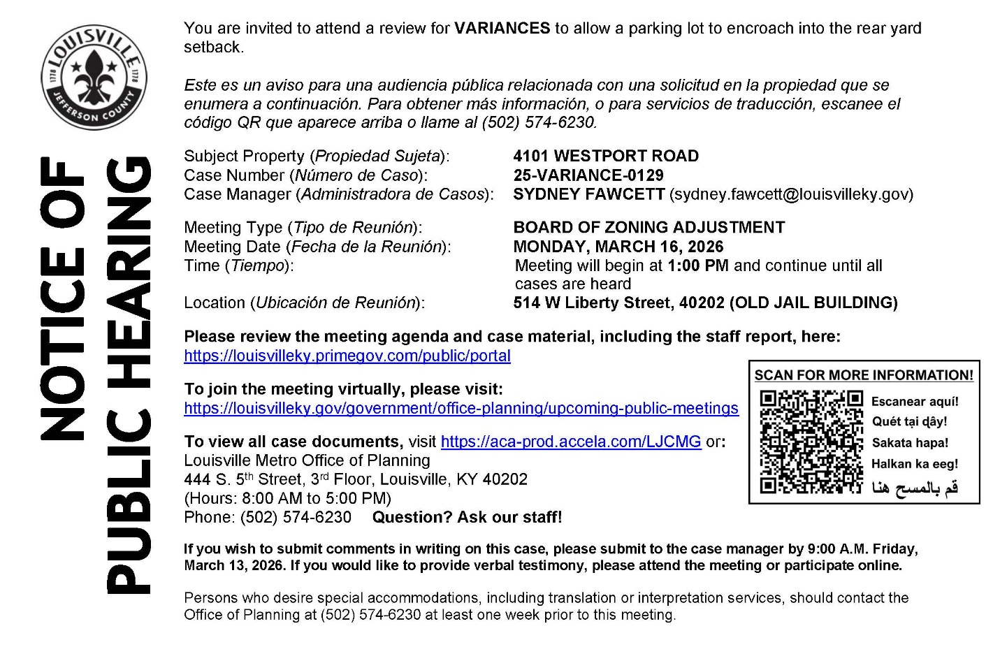 LOUISVILLE
1778
1778
JEFFERSON COUNTY
NOTICE OF
PUBLIC HEARING
You are invited to attend a review for VARIANCES to allow a parking lot to encroach into the rear yard
setback.
Este es un aviso para una audiencia pública relacionada con una solicitud en la propiedad que se
enumera a continuación. Para obtener más información, o para servicios de traducción, escanee el
código QR que aparece arriba o llame al (502) 574-6230.
Subject Property (Propiedad Sujeta): 4101 WESTPORT ROAD
Case Number (Número de Caso): 25-VARIANCE-0129
Case Manager (Administradora de Casos): SYDNEY FAWCETT (sydney.fawcett@louisvilleky.gov)
Meeting Type (Tipo de Reunión): BOARD OF ZONING ADJUSTMENT
Meeting Date (Fecha de la Reunión): MONDAY, MARCH 16, 2026
Time (Tiempo): Meeting will begin at 1:00 PM and continue until all
cases are heard
Location (Ubicación de Reunión): 514 W Liberty Street, 40202 (OLD JAIL BUILDING)
Please review the meeting agenda and case material, including the staff report, here:
https://louisvilleky.primegov.com/public/portal
To join the meeting virtually, please visit:
https://louisvilleky.gov/government/office-planning/upcoming-public-meetings
To view all case documents, visit https://aca-prod.accela.com/LJCMG or:
Louisville Metro Office of Planning
444 S. 5th Street, 3rd Floor, Louisville, KY 40202
(Hours: 8:00 AM to 5:00 PM)
Phone: (502) 574-6230 Question? Ask our staff!
SCAN FOR MORE INFORMATION!
Escanear aquí!
Quét tại đây!
Sakata hapa!
Halkan ka eeg!
قم بالمسح هنا
If you wish to submit comments in writing on this case, please submit to the case manager by 9:00 A.M. Friday,
March 13, 2026. If you would like to provide verbal testimony, please attend the meeting or participate online.
Persons who desire special accommodations, including translation or interpretation services, should contact the
Office of Planning at (502) 574-6230 at least one week prior to this meeting.